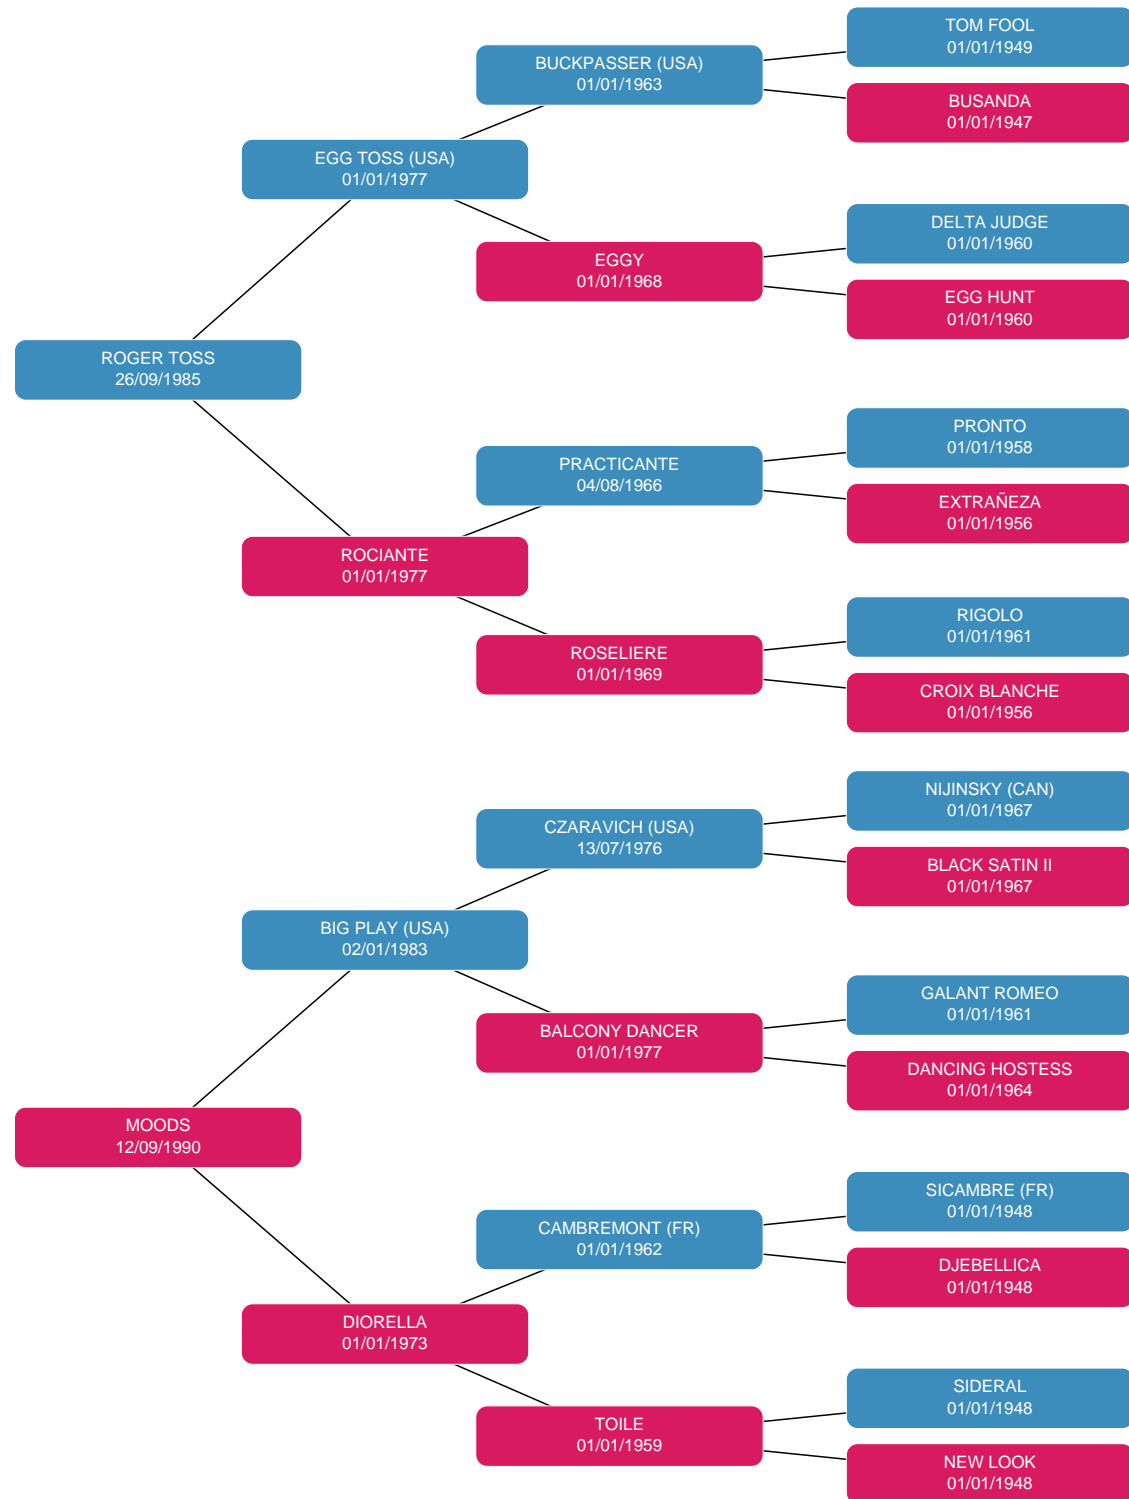 TOM FOOL
01/01/1949
BUCKPASSER (USA)
01/01/1963
BUSANDA
01/01/1947
EGG TOSS (USA)
01/01/1977
DELTA JUDGE
01/01/1960
EGGY
01/01/1968
EGG HUNT
01/01/1960
ROGER TOSS
26/09/1985
PRONTO
01/01/1958
PRACTICANTE
04/08/1966
EXTRAÑEZA
01/01/1956
ROCIANTE
01/01/1977
RIGOLO
01/01/1961
ROSELIERE
01/01/1969
CROIX BLANCHE
01/01/1956
NIJINSKY (CAN)
01/01/1967
CZARAVICH (USA)
13/07/1976
BLACK SATIN II
01/01/1967
BIG PLAY (USA)
02/01/1983
GALANT ROMEO
01/01/1961
BALCONY DANCER
01/01/1977
DANCING HOSTESS
01/01/1964
MOODS
12/09/1990
SICAMBRE (FR)
01/01/1948
CAMBREMONT (FR)
01/01/1962
DJEBELLICA
01/01/1948
DIORELLA
01/01/1973
SIDERAL
01/01/1948
TOILE
01/01/1959
NEW LOOK
01/01/1948